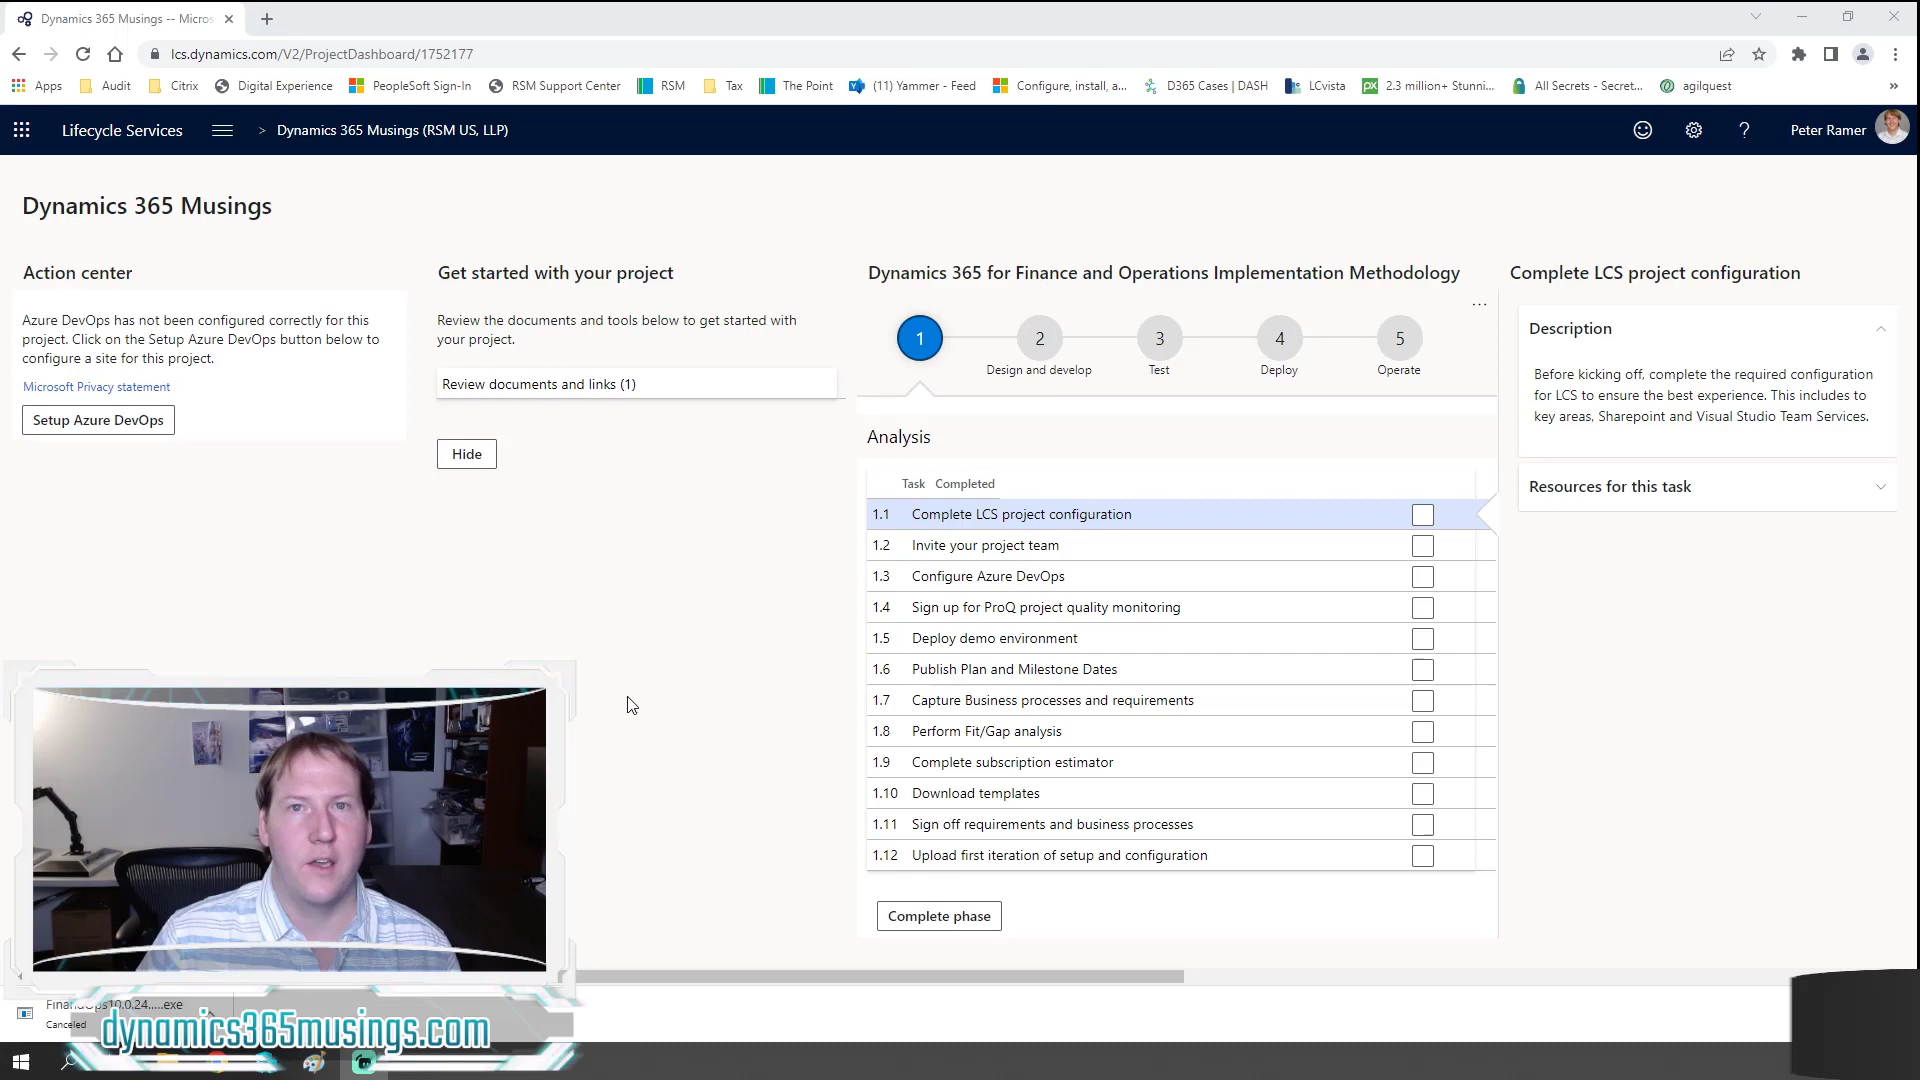 Dynamics 365 Musings -- Micros
lcs.dynamics.com/V2/ProjectDashboard/1752177
Apps
Audit
Citrix
Digital Experience
PeopleSoft Sign-In
RSM Support Center
RSM
Tax
The Point
(11) Yammer - Feed
Configure, install, a...
D365 Cases | DASH
LCvista
2.3 million+ Stunni...
All Secrets - Secret...
agilquest
Lifecycle Services
> Dynamics 365 Musings (RSM US, LLP)
Peter Ramer
Dynamics 365 Musings
Action center
Azure DevOps has not been configured correctly for this
project. Click on the Setup Azure DevOps button below to
configure a site for this project.
Microsoft Privacy statement
Setup Azure DevOps
Get started with your project
Review the documents and tools below to get started with
your project.
Review documents and links (1)
Hide
Dynamics 365 for Finance and Operations Implementation Methodology
...
1
2
3
4
5
Design and develop
Test
Deploy
Operate
Analysis
Task Completed
1.1 Complete LCS project configuration
1.2 Invite your project team
1.3 Configure Azure DevOps
1.4 Sign up for ProQ project quality monitoring
1.5 Deploy demo environment
1.6 Publish Plan and Milestone Dates
1.7 Capture Business processes and requirements
1.8 Perform Fit/Gap analysis
1.9 Complete subscription estimator
1.10 Download templates
1.11 Sign off requirements and business processes
1.12 Upload first iteration of setup and configuration
Complete phase
Complete LCS project configuration
Description
Before kicking off, complete the required configuration
for LCS to ensure the best experience. This includes to
key areas, Sharepoint and Visual Studio Team Services.
Resources for this task
Canceled
dynamics365musings.com